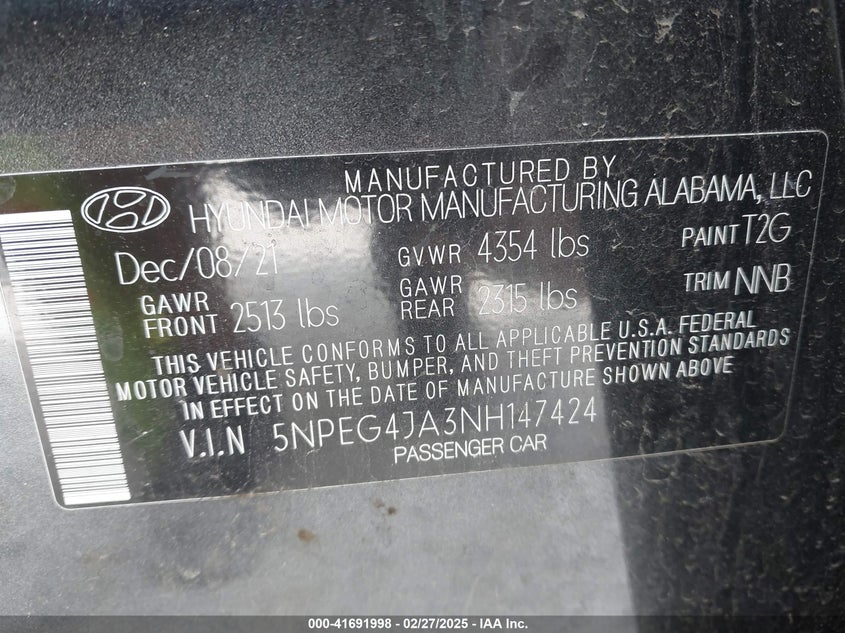 MANUFACTURED BY
HYUNDAI MOTOR MANUFACTURING ALABAMA, LLC
Dec/08/21 GVWR 4354 lbs PAINT T2G
GAWR FRONT 2513 lbs GAWR REAR 2315 lbs TRIM NNB
THIS VEHICLE CONFORMS TO ALL APPLICABLE U.S.A. FEDERAL
MOTOR VEHICLE SAFETY, BUMPER, AND THEFT PREVENTION STANDARDS
IN EFFECT ON THE DATE OF MANUFACTURE SHOWN ABOVE
V.I.N 5NPEG4JA3NH147424
PASSENGER CAR
000-41691998 - 02/27/2025 - IAA Inc.